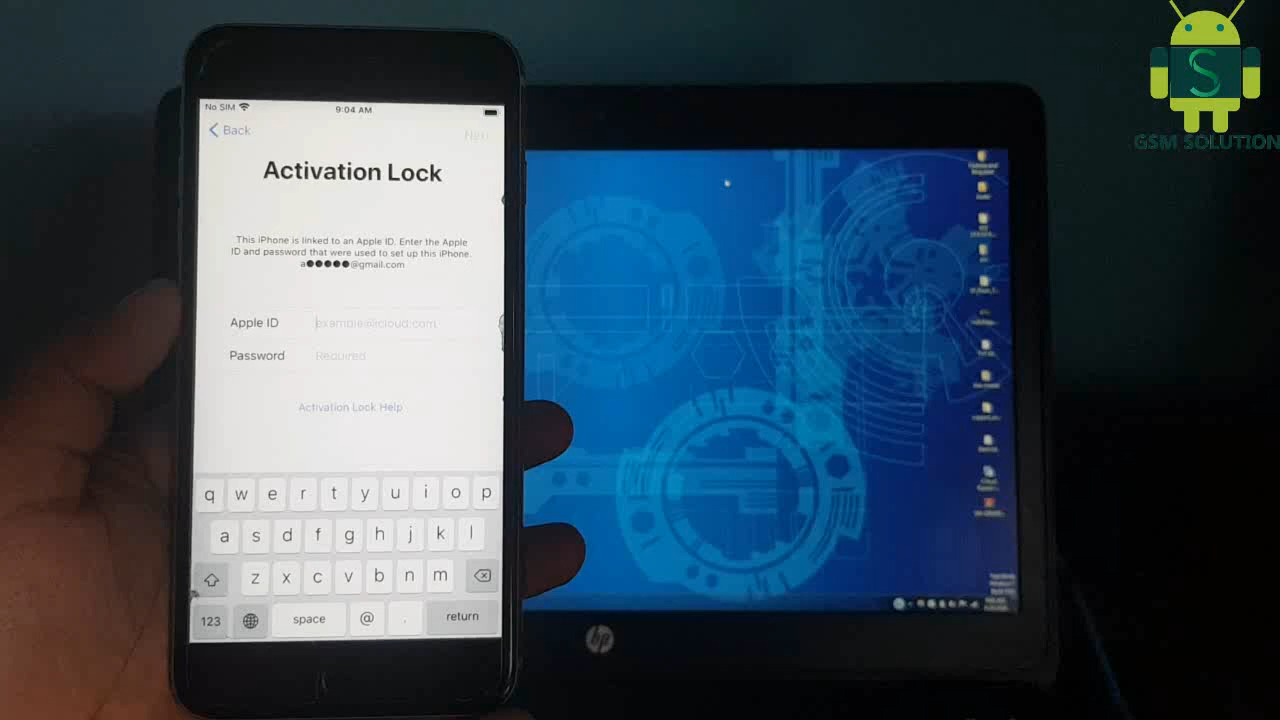 No SIM
9:04 AM
Back
Next
Activation Lock
This iPhone is linked to an Apple ID. Enter the Apple
ID and password that were used to set up this iPhone.
a●●●●●@gmail.com
Apple ID
example@icloud.com
Password
Required
Activation Lock Help
q w e r t y u i o p
a s d f g h j k l
z x c v b n m
123
space
@
.
return
hp
S
GSM SOLUTION